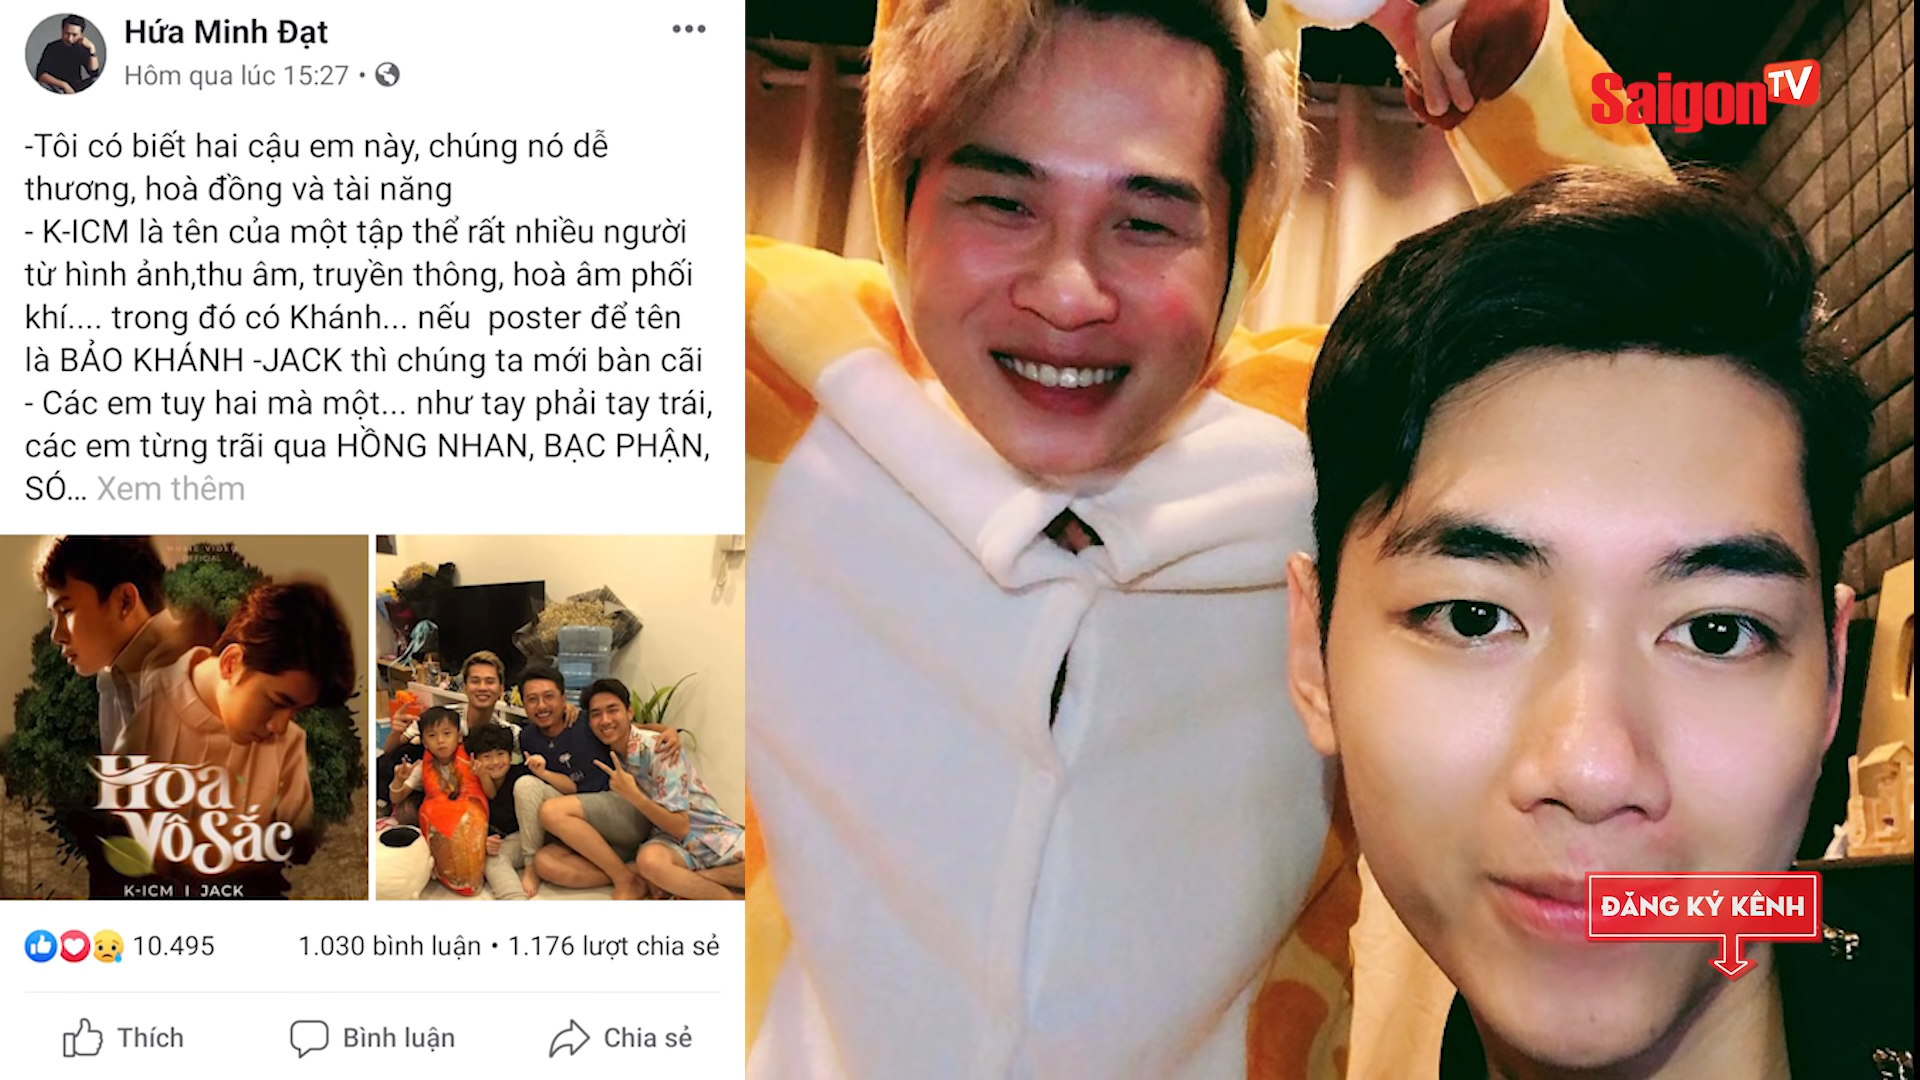 Hứa Minh Đạt
Hôm qua lúc 15:27
-Tôi có biết hai cậu em này, chúng nó dễ
thương, hoà đồng và tài năng
- K-ICM là tên của một tập thể rất nhiều người
từ hình ảnh,thu âm, truyền thông, hoà âm phối
khí.... trong đó có Khánh... nếu poster để tên
là BẢO KHÁNH -JACK thì chúng ta mới bàn cãi
- Các em tuy hai mà một... như tay phải tay trái,
các em từng trãi qua HỒNG NHAN, BẠC PHẬN,
SÓ... Xem thêm
MUSIC VIDEO
OFFICIAL
Hoa
Vô Sắc
K-ICM I JACK
10.495
1.030 bình luận • 1.176 lượt chia sẻ
Thích
Bình luận
Chia sẻ
Saigon TV
ĐĂNG KÝ KÊNH